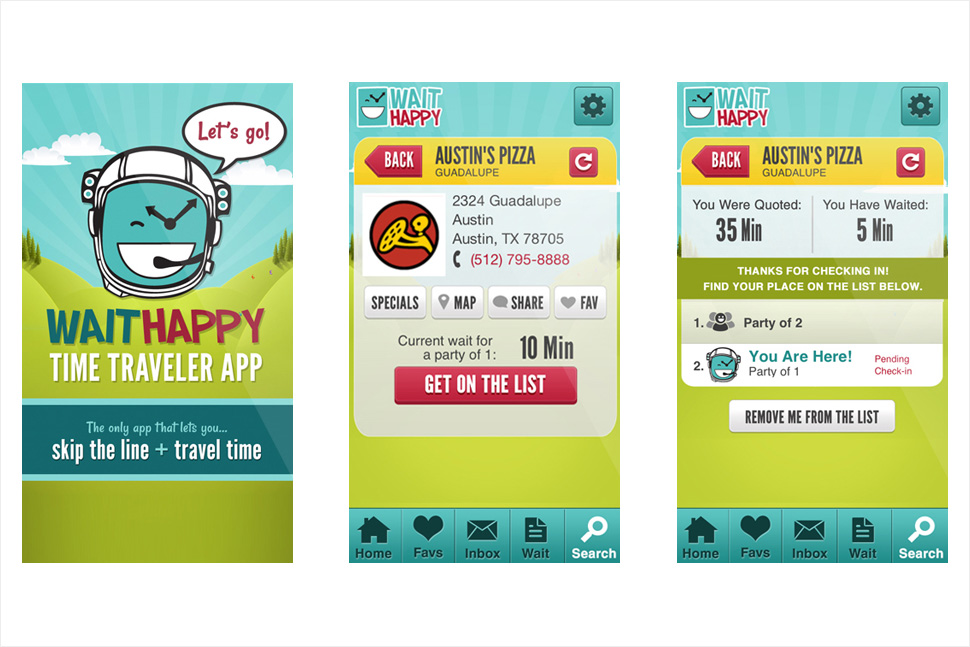 Let's go!
WAITHAPPY
TIME TRAVELER APP
The only app that lets you...
skip the line + travel time
WAIT
HAPPY
BACK
AUSTIN'S PIZZA
GUADALUPE
2324 Guadalupe
Austin
Austin, TX 78705
(512) 795-8888
SPECIALS
MAP
SHARE
FAV
Current wait for
a party of 1:
10 Min
GET ON THE LIST
Home
Favs
Inbox
Wait
Search
WAIT
HAPPY
BACK
AUSTIN'S PIZZA
GUADALUPE
You Were Quoted:
35 Min
You Have Waited:
5 Min
THANKS FOR CHECKING IN!
FIND YOUR PLACE ON THE LIST BELOW.
1. Party of 2
2. You Are Here!
Party of 1
Pending
Check-in
REMOVE ME FROM THE LIST
Home
Favs
Inbox
Wait
Search